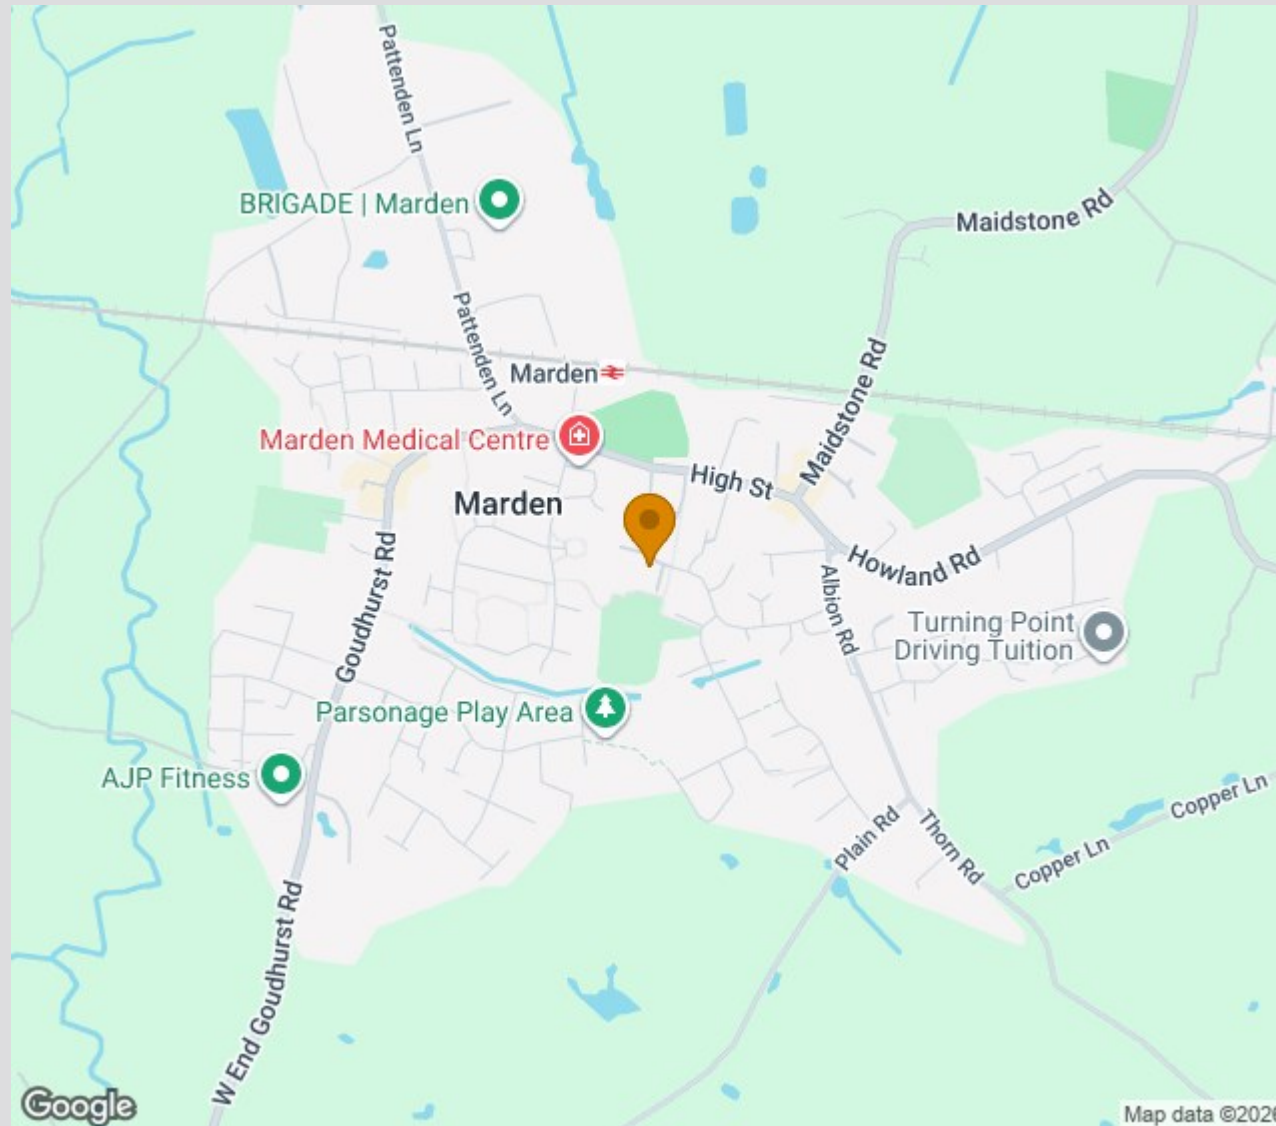 Pattenden Ln
BRIGADE | Marden
Maidstone Rd
Pattenden Ln
Marden
Maidstone Rd
Marden Medical Centre
High St
Marden
Howland Rd
Goudhurst Rd
Albion Rd
Turning Point
Driving Tuition
Parsonage Play Area
AJP Fitness
Copper Ln
Plain Rd
Thorn Rd
Copper Ln
W End Goudhurst Rd
Google
Map data ©2026